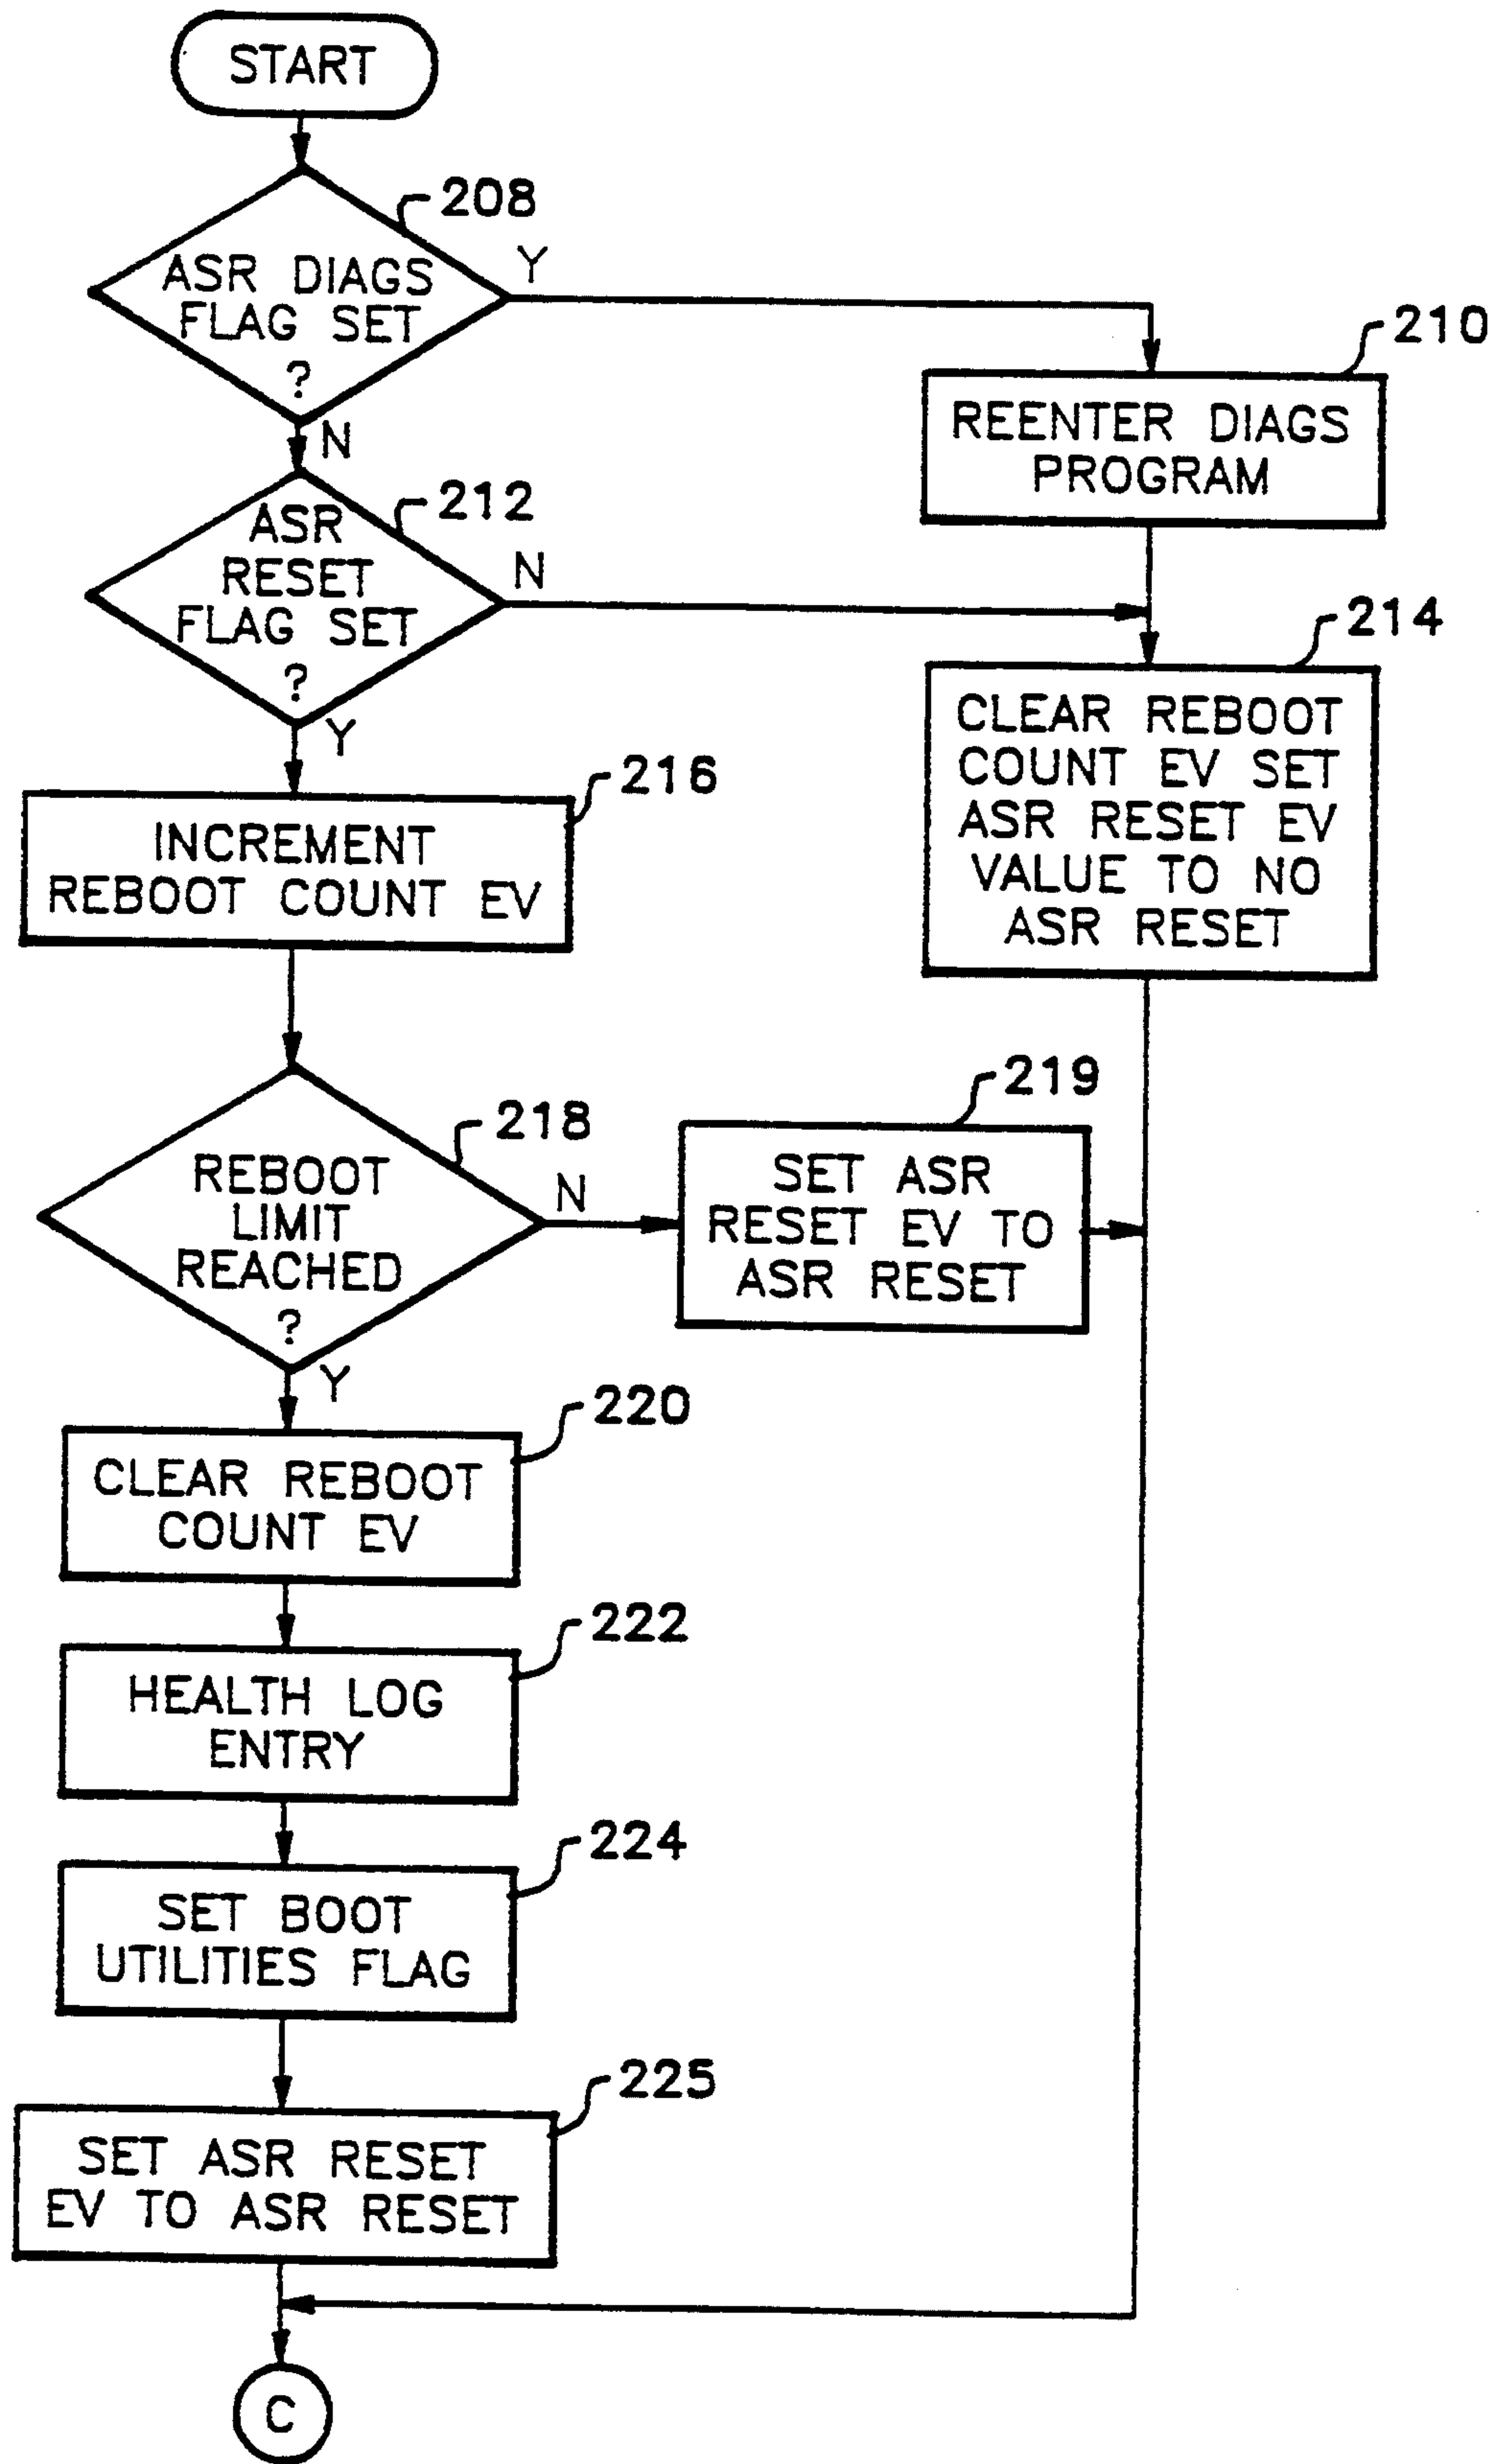 START
208
ASR DIAGS
FLAG SET
?
Y
N
210
REENTER DIAGS
PROGRAM
212
ASR
RESET
FLAG SET
?
N
Y
214
CLEAR REBOOT
COUNT EV SET
ASR RESET EV
VALUE TO NO
ASR RESET
216
INCREMENT
REBOOT COUNT EV
218
REBOOT
LIMIT
REACHED
?
N
Y
219
SET ASR
RESET EV TO
ASR RESET
220
CLEAR REBOOT
COUNT EV
222
HEALTH LOG
ENTRY
224
SET BOOT
UTILITIES FLAG
225
SET ASR RESET
EV TO ASR RESET
C